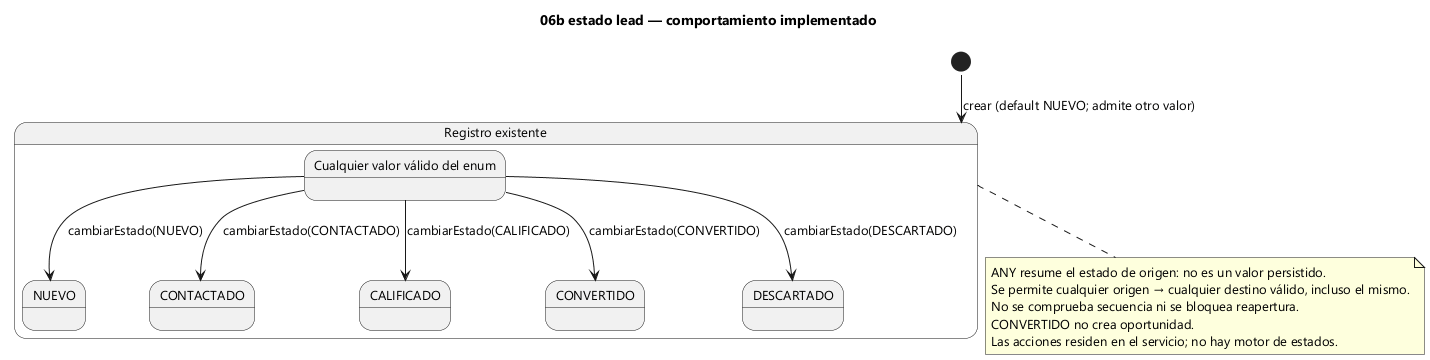 06b estado lead — comportamiento implementado
crear (default NUEVO; admite otro valor)
Registro existente
Cualquier valor válido del enum
cambiarEstado(NUEVO)
cambiarEstado(CONTACTADO)
cambiarEstado(CALIFICADO)
cambiarEstado(CONVERTIDO)
cambiarEstado(DESCARTADO)
NUEVO
CONTACTADO
CALIFICADO
CONVERTIDO
DESCARTADO
ANY resume el estado de origen: no es un valor persistido.
Se permite cualquier origen → cualquier destino válido, incluso el mismo.
No se comprueba secuencia ni se bloquea reapertura.
CONVERTIDO no crea oportunidad.
Las acciones residen en el servicio; no hay motor de estados.